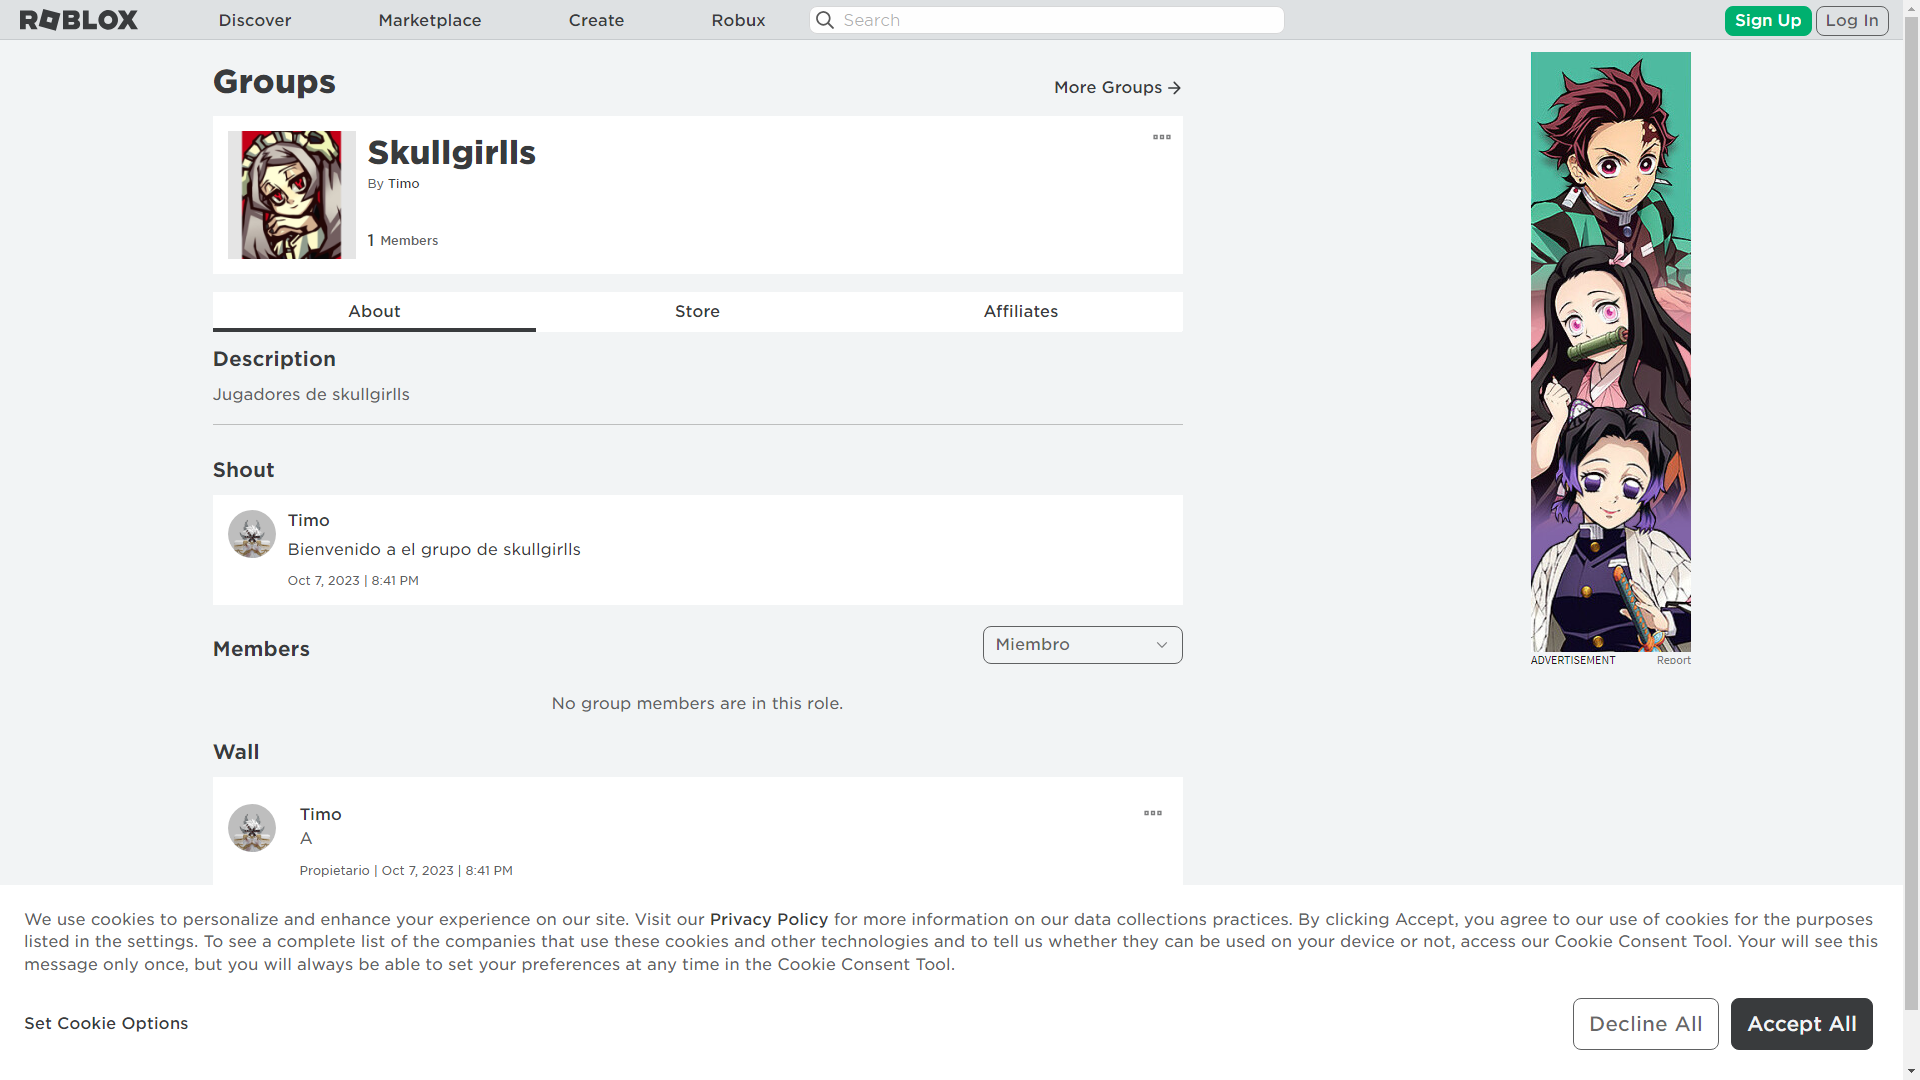 ROBLOX
Discover
Marketplace
Create
Robux
Search
Sign Up
Log In
Groups
More Groups
Skullgirlls
By Timo
1 Members
About
Store
Affiliates
Description
Jugadores de skullgirlls
Shout
Timo
Bienvenido a el grupo de skullgirlls
Oct 7, 2023 | 8:41 PM
Members
Miembro
No group members are in this role.
Wall
Timo
A
Propietario | Oct 7, 2023 | 8:41 PM
ADVERTISEMENT
Report
We use cookies to personalize and enhance your experience on our site. Visit our Privacy Policy for more information on our data collections practices. By clicking Accept, you agree to our use of cookies for the purposes
listed in the settings. To see a complete list of the companies that use these cookies and other technologies and to tell us whether they can be used on your device or not, access our Cookie Consent Tool. Your will see this
message only once, but you will always be able to set your preferences at any time in the Cookie Consent Tool.
Set Cookie Options
Decline All
Accept All